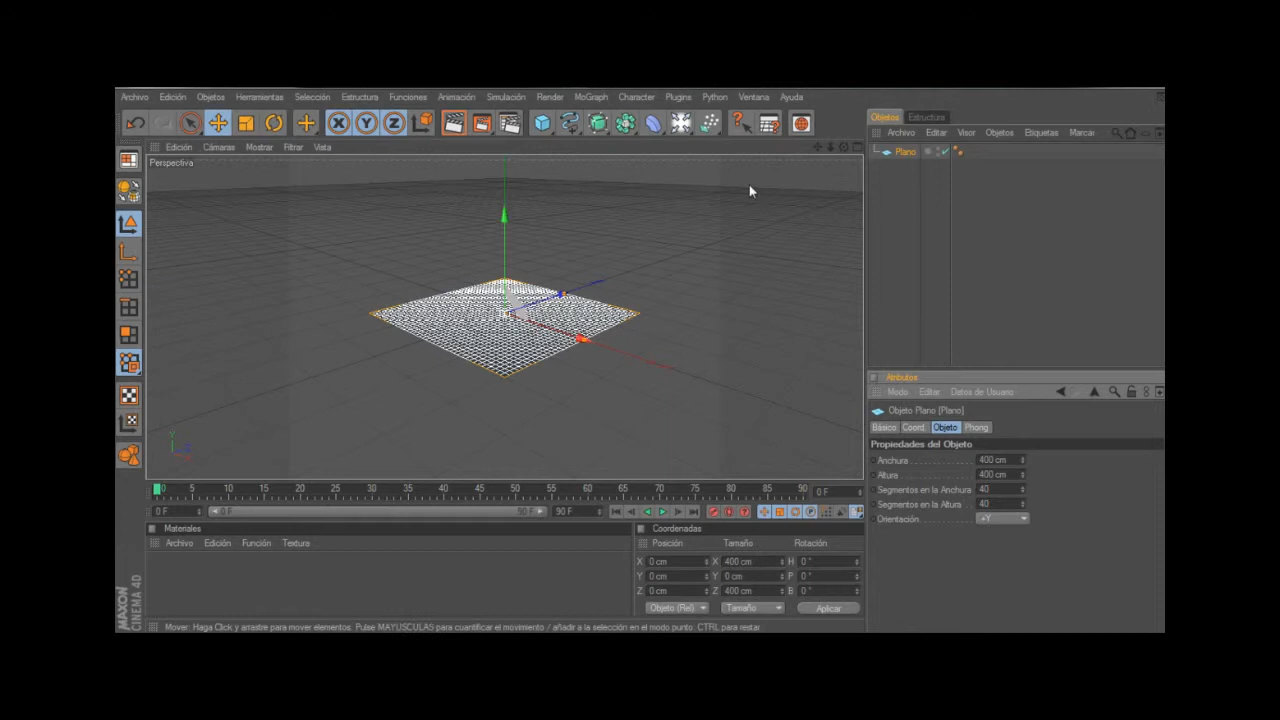 Archivo Edición Objetos Herramientas Selección Estructura Funciones Animación Simulación Render MoGraph Character Plugins Python Ventana Ayuda
Objetos Estructura
Archivo Editar Visor Objetos Etiquetas Marcar
Edición Cámaras Mostrar Filtrar Vista
Plano
Perspectiva
Y
Atributos
Modo Editar Datos de Usuario
Objeto Plano [Plano]
Básico Coord. Objeto Phong
Propiedades del Objeto
Anchura 400 cm
Altura 400 cm
Segmentos en la Anchura 40
Segmentos en la Altura 40
Orientación +Y
0 5 10 15 20 25 30 35 40 45 50 55 60 65 70 75 80 85 90 0 F
0 F 0 F 90 F 90 F
Materiales
Archivo Edición Función Textura
Coordenadas
Posición Tamaño Rotación
X 0 cm X 400 cm H 0 °
Y 0 cm Y 0 cm P 0 °
Z 0 cm Z 400 cm B 0 °
Objeto (Rel) Tamaño Aplicar
MAXON
CINEMA 4D
Mover: Haga Click y arrastre para mover elementos. Pulse MAYUSCULAS para cuantificar el movimiento / añadir a la selección en el modo punto: CTRL para restar